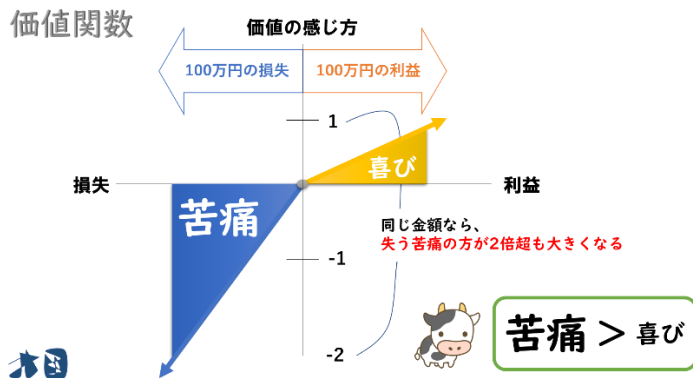 価値関数
価値の感じ方
100万円の損失
100万円の利益
1
喜び
損失
利益
苦痛
同じ金額なら、
失う苦痛の方が2倍超も大きくなる
-1
苦痛 > 喜び
-2